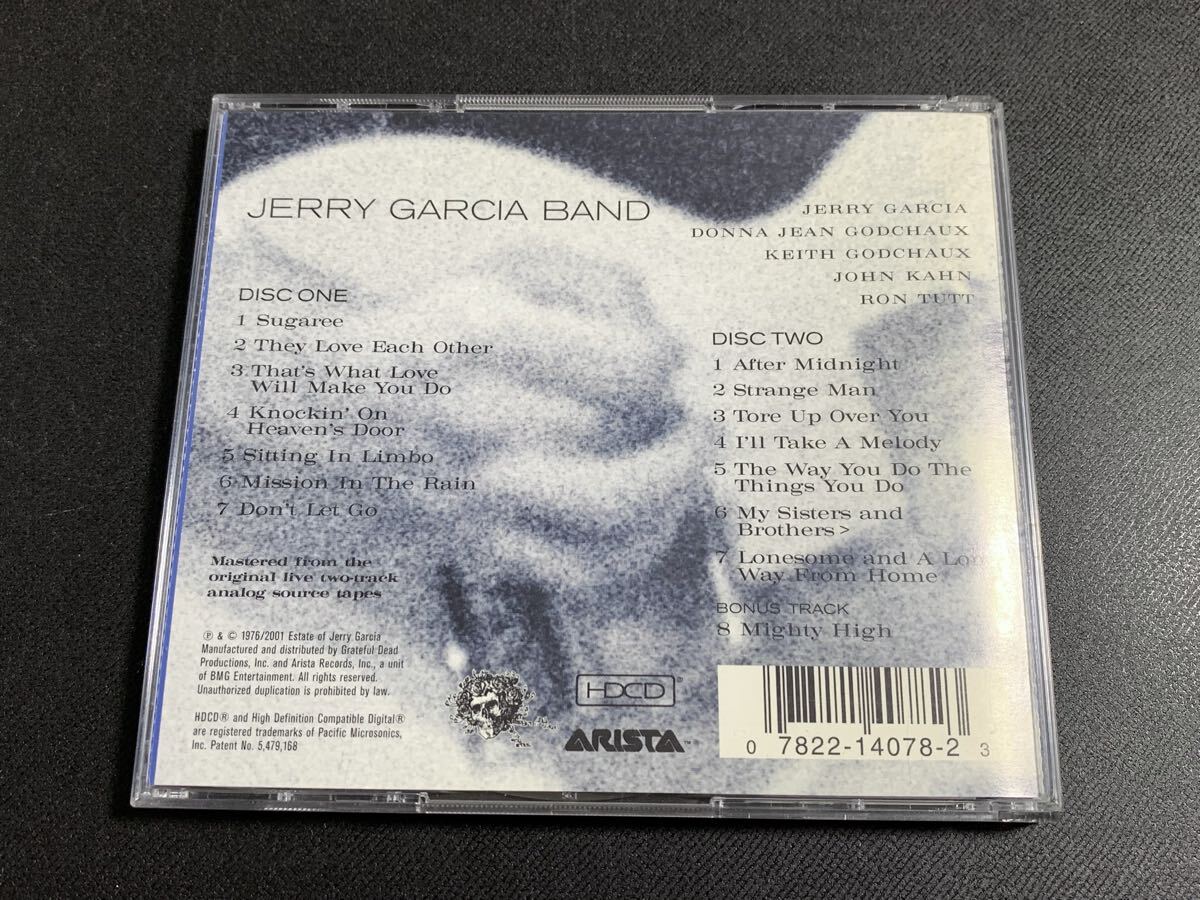 JERRY GARCIA BAND
JERRY GARCIA
DONNA JEAN GODCHAUX
KEITH GODCHAUX
JOHN KAHN
RON TUTT
DISC ONE
1 Sugaree
2 They Love Each Other
3 That's What Love
Will Make You Do
4 Knockin' On
Heaven's Door
5 Sitting In Limbo
6 Mission In The Rain
7 Don't Let Go
DISC TWO
1 After Midnight
2 Strange Man
3 Tore Up Over You
4 I'll Take A Melody
5 The Way You Do The
Things You Do
6 My Sisters and
Brothers >
7 Lonesome and A Lon
Way From Home
BONUS TRACK
8 Mighty High
Mastered from the
original live two-track
analog source tapes
℗ & © 1976/2001 Estate of Jerry Garcia
Manufactured and distributed by Grateful Dead
Productions, Inc. and Arista Records, Inc., a unit
of BMG Entertainment. All rights reserved.
Unauthorized duplication is prohibited by law.
HDCD® and High Definition Compatible Digital®
are registered trademarks of Pacific Microsonics,
Inc. Patent No. 5,479,168
HDCD®
ARISTA™
0 7822-14078-2 3